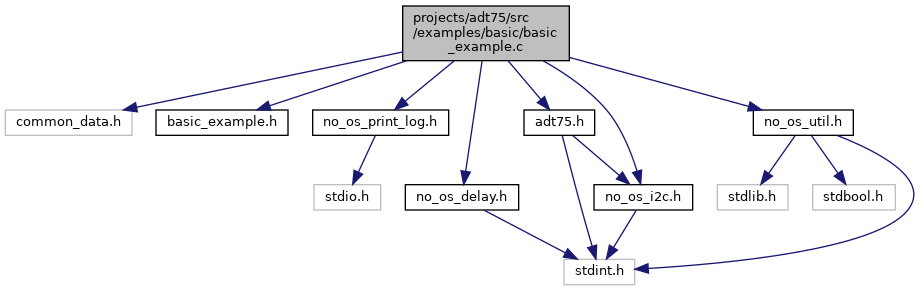 projects/adt75/src
/examples/basic/basic
_example.c
common_data.h
basic_example.h
no_os_print_log.h
adt75.h
no_os_util.h
stdio.h
no_os_delay.h
no_os_i2c.h
stdlib.h
stdbool.h
stdint.h